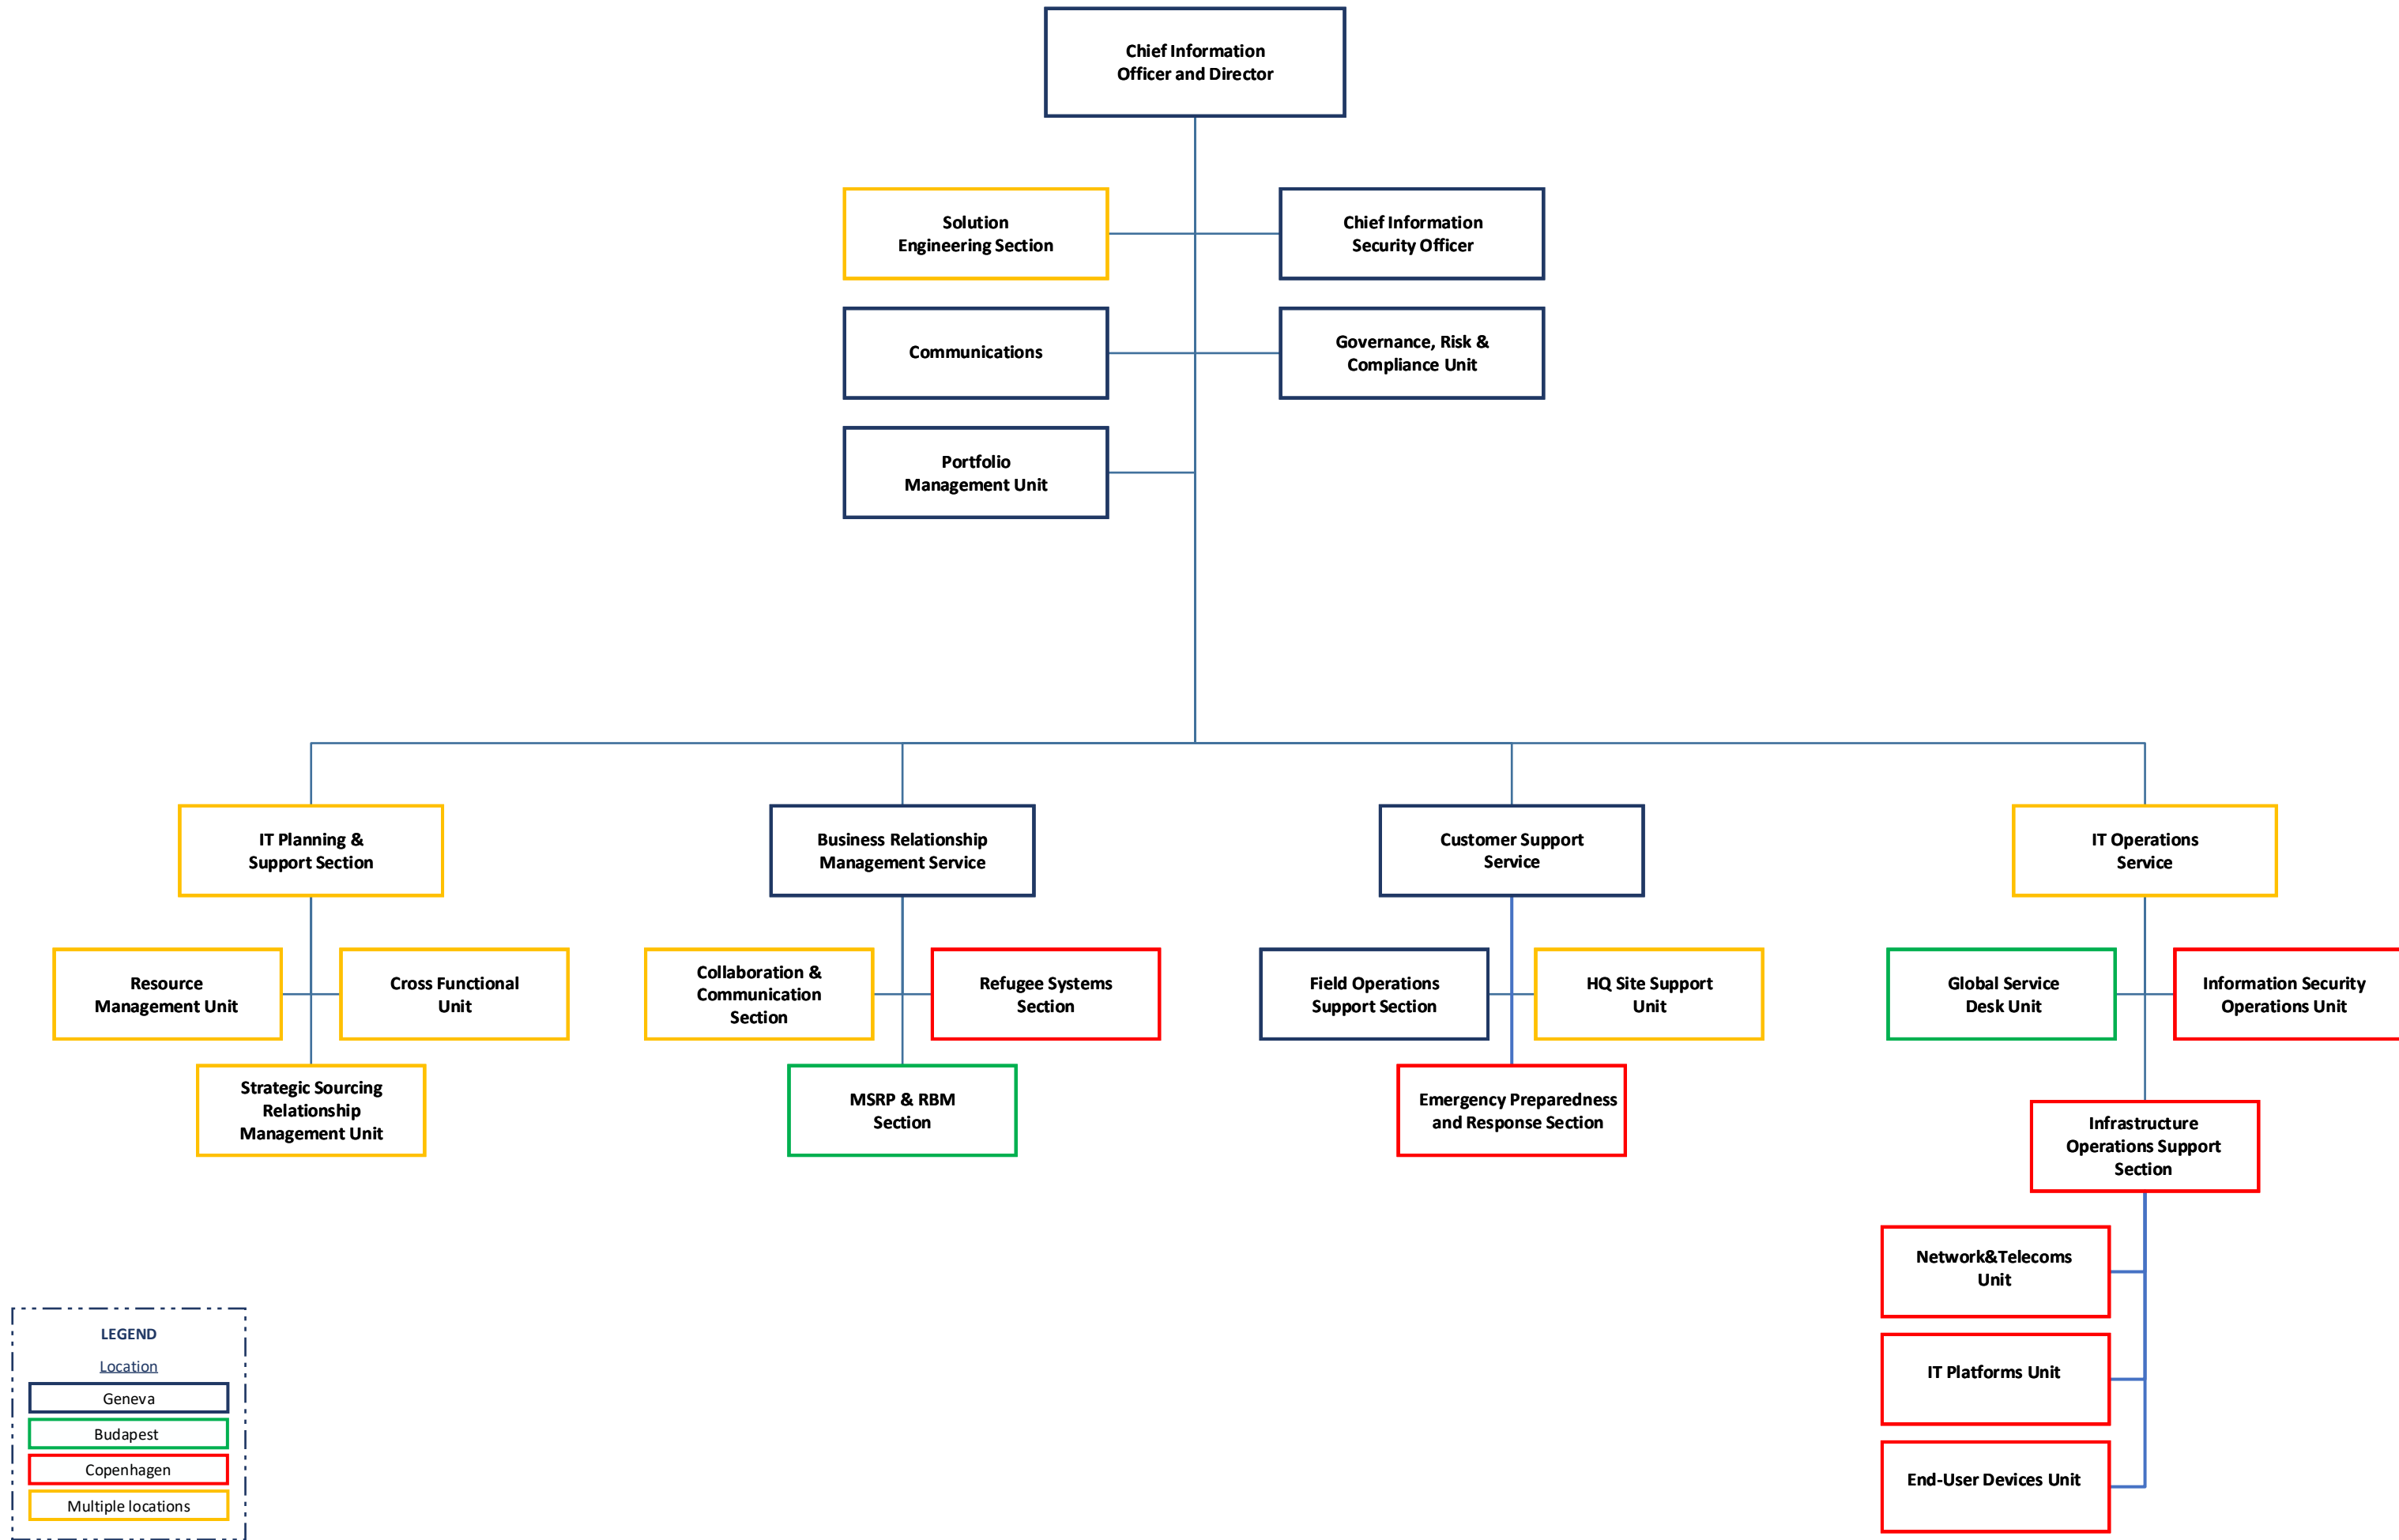 Chief Information
Officer and Director
Solution
Engineering Section
Chief Information
Security Officer
Communications
Governance, Risk &
Compliance Unit
Portfolio
Management Unit
IT Planning &
Support Section
Business Relationship
Management Service
Customer Support
Service
IT Operations
Service
Resource
Management Unit
Cross Functional
Unit
Collaboration &
Communication
Section
Refugee Systems
Section
Field Operations
Support Section
HQ Site Support
Unit
Global Service
Desk Unit
Information Security
Operations Unit
Strategic Sourcing
Relationship
Management Unit
MSRP & RBM
Section
Emergency Preparedness
and Response Section
Infrastructure
Operations Support
Section
Network&Telecoms
Unit
IT Platforms Unit
End-User Devices Unit
LEGEND
Location
Geneva
Budapest
Copenhagen
Multiple locations